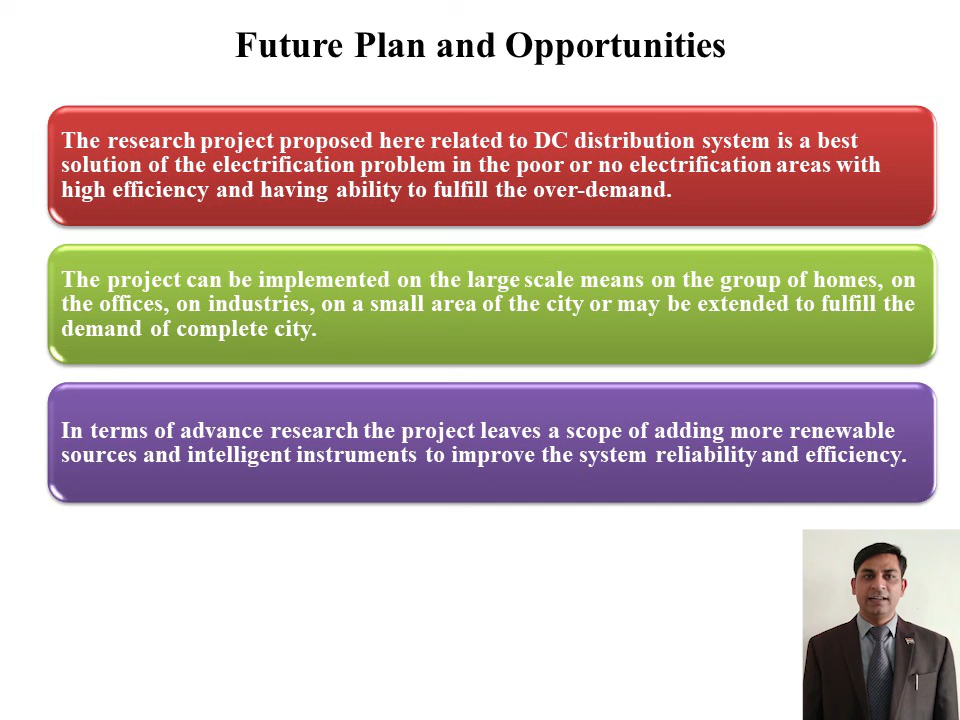 Future Plan and Opportunities
The research project proposed here related to DC distribution system is a best
solution of the electrification problem in the poor or no electrification areas with
high efficiency and having ability to fulfill the over-demand.
The project can be implemented on the large scale means on the group of homes, on
the offices, on industries, on a small area of the city or may be extended to fulfill the
demand of complete city.
In terms of advance research the project leaves a scope of adding more renewable
sources and intelligent instruments to improve the system reliability and efficiency.